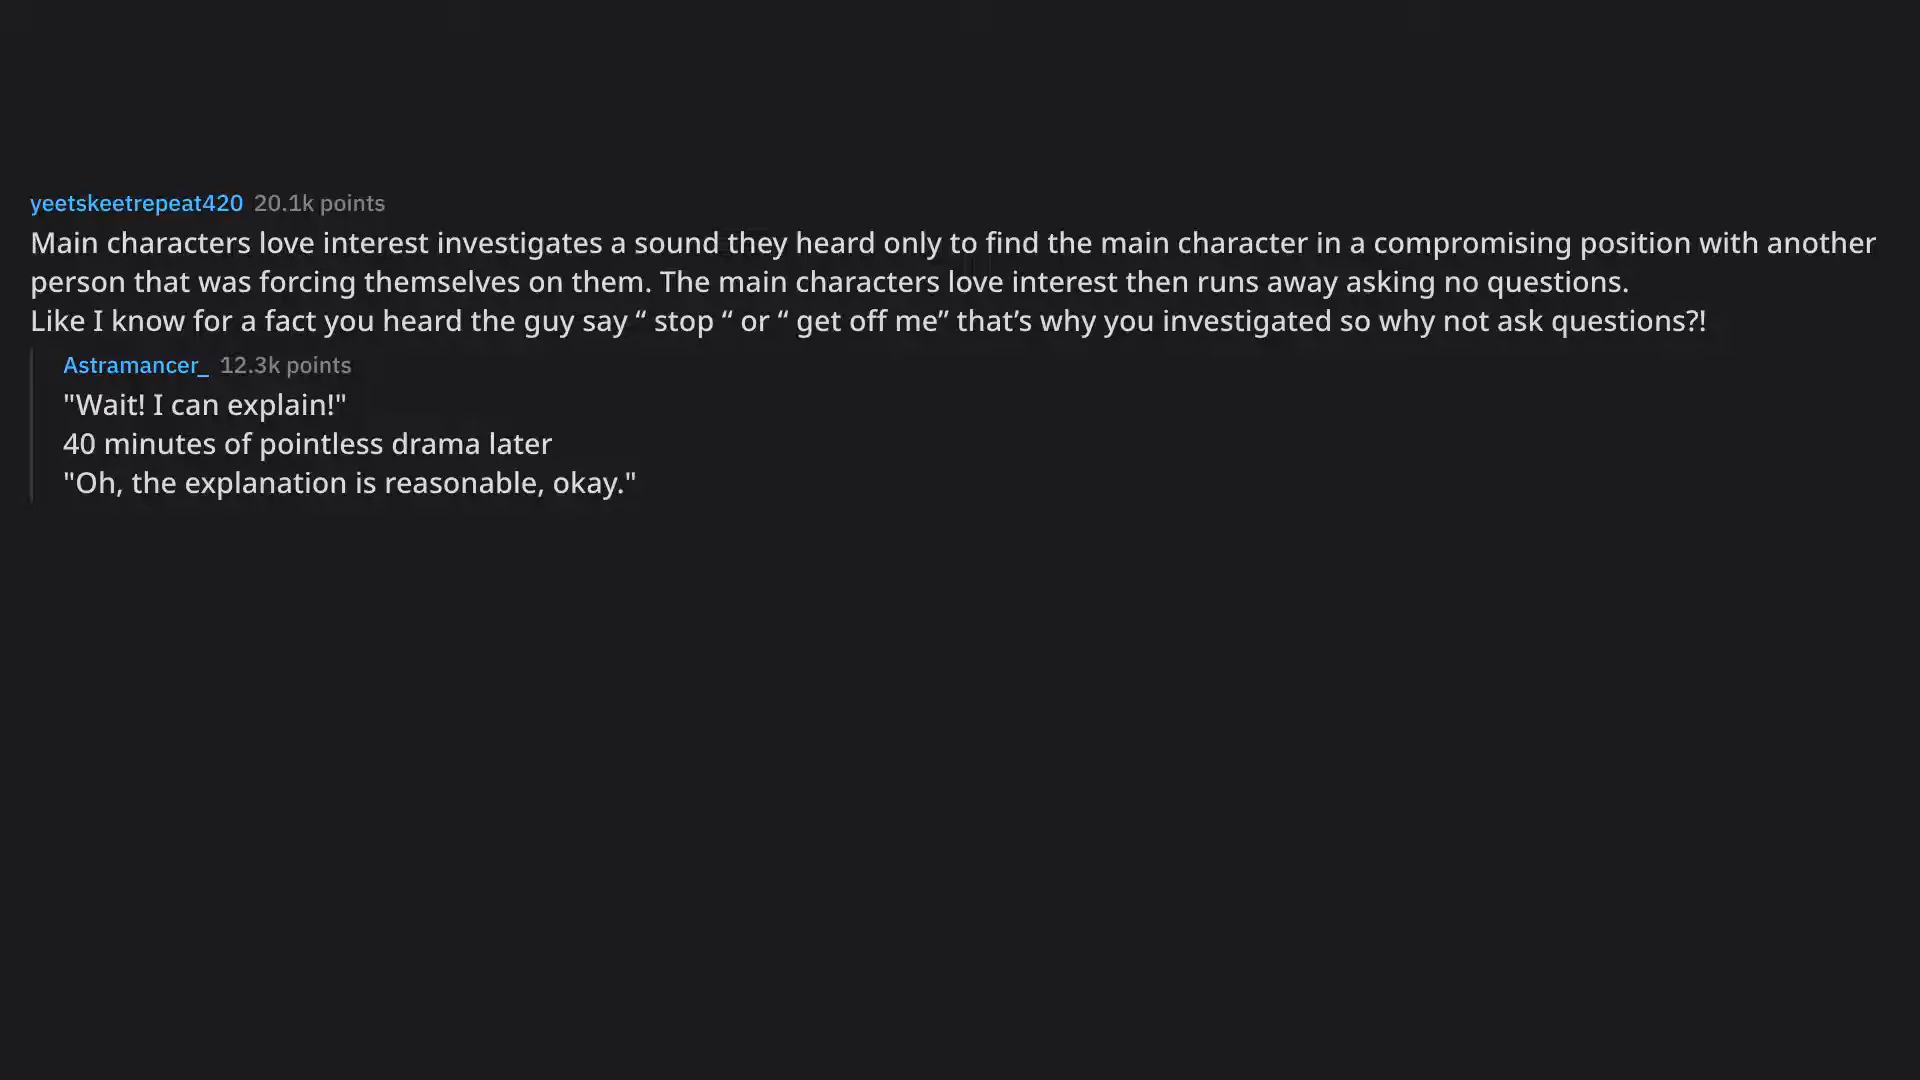 yeetskeetrepeat420 20.1k points
Main characters love interest investigates a sound they heard only to find the main character in a compromising position with another
person that was forcing themselves on them. The main characters love interest then runs away asking no questions.
Like I know for a fact you heard the guy say “ stop “ or “ get off me” that’s why you investigated so why not ask questions?!
Astramancer_ 12.3k points
"Wait! I can explain!"
40 minutes of pointless drama later
"Oh, the explanation is reasonable, okay."